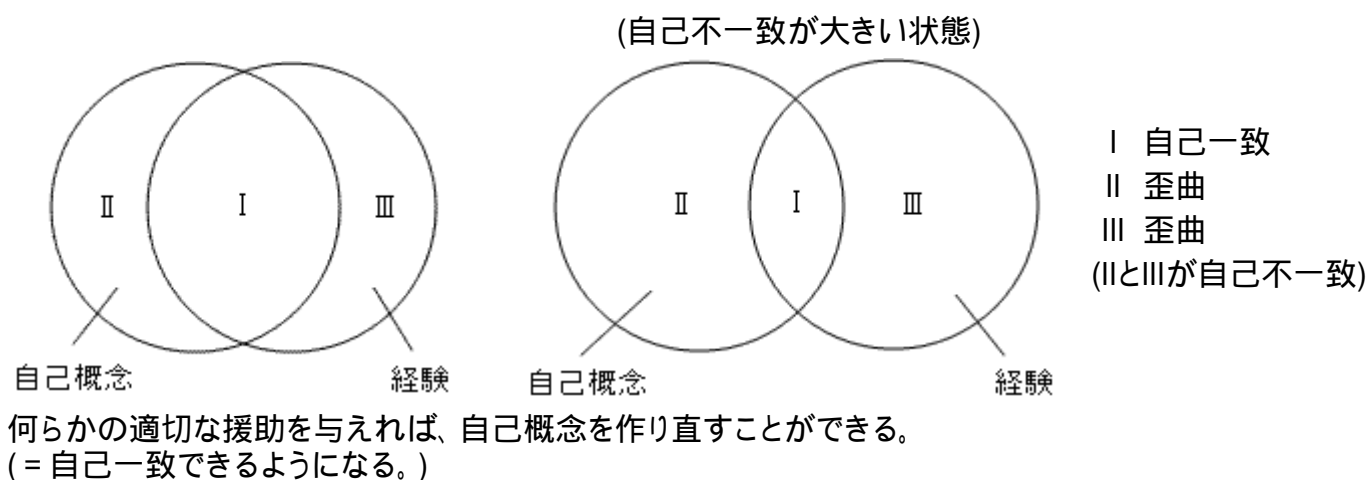 (自己不一致が大きい状態)
Ⅱ Ⅰ Ⅲ
Ⅱ Ⅰ Ⅲ
自己概念 経験
自己概念 経験
Ⅰ 自己一致
Ⅱ 歪曲
Ⅲ 歪曲
(ⅡとⅢが自己不一致)
何らかの適切な援助を与えれば、自己概念を作り直すことができる。
( = 自己一致できるようになる。)